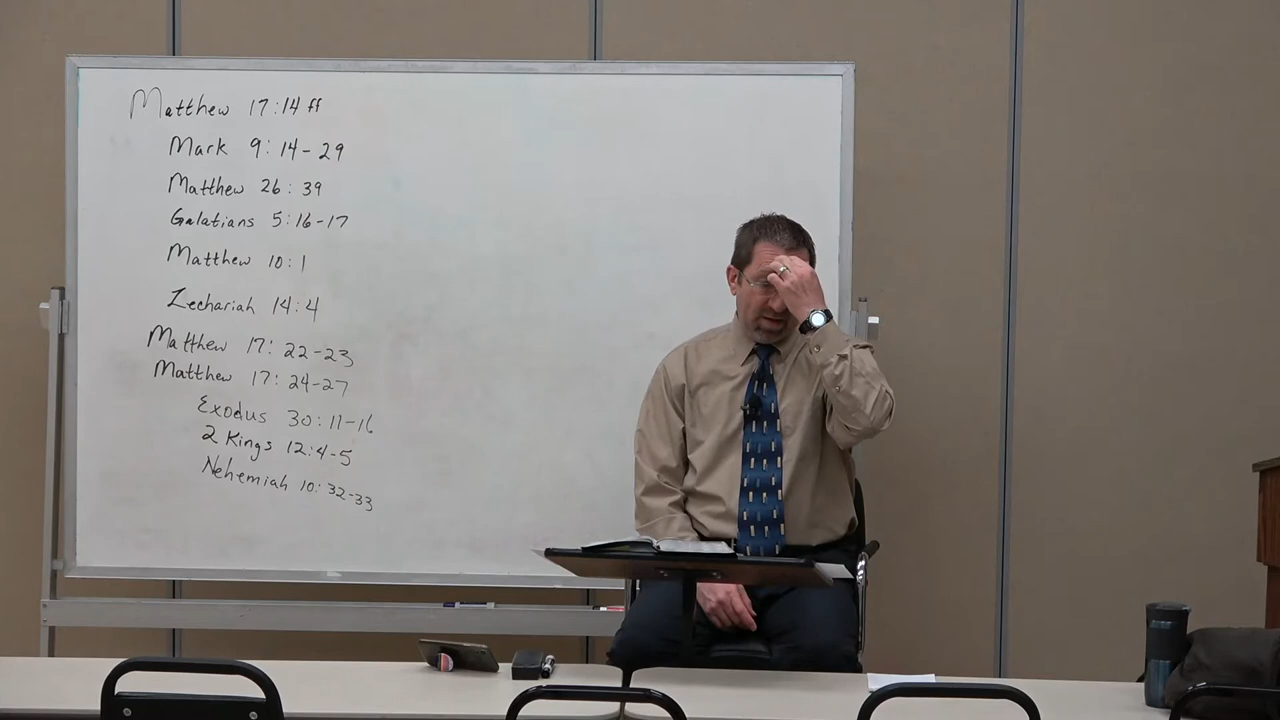 Matthew 17:14 ff
Mark 9:14-29
Matthew 26:39
Galatians 5:16-17
Matthew 10:1
Zechariah 14:4
Matthew 17:22-23
Matthew 17:24-27
Exodus 30:11-16
2 Kings 12:4-5
Nehemiah 10:32-33